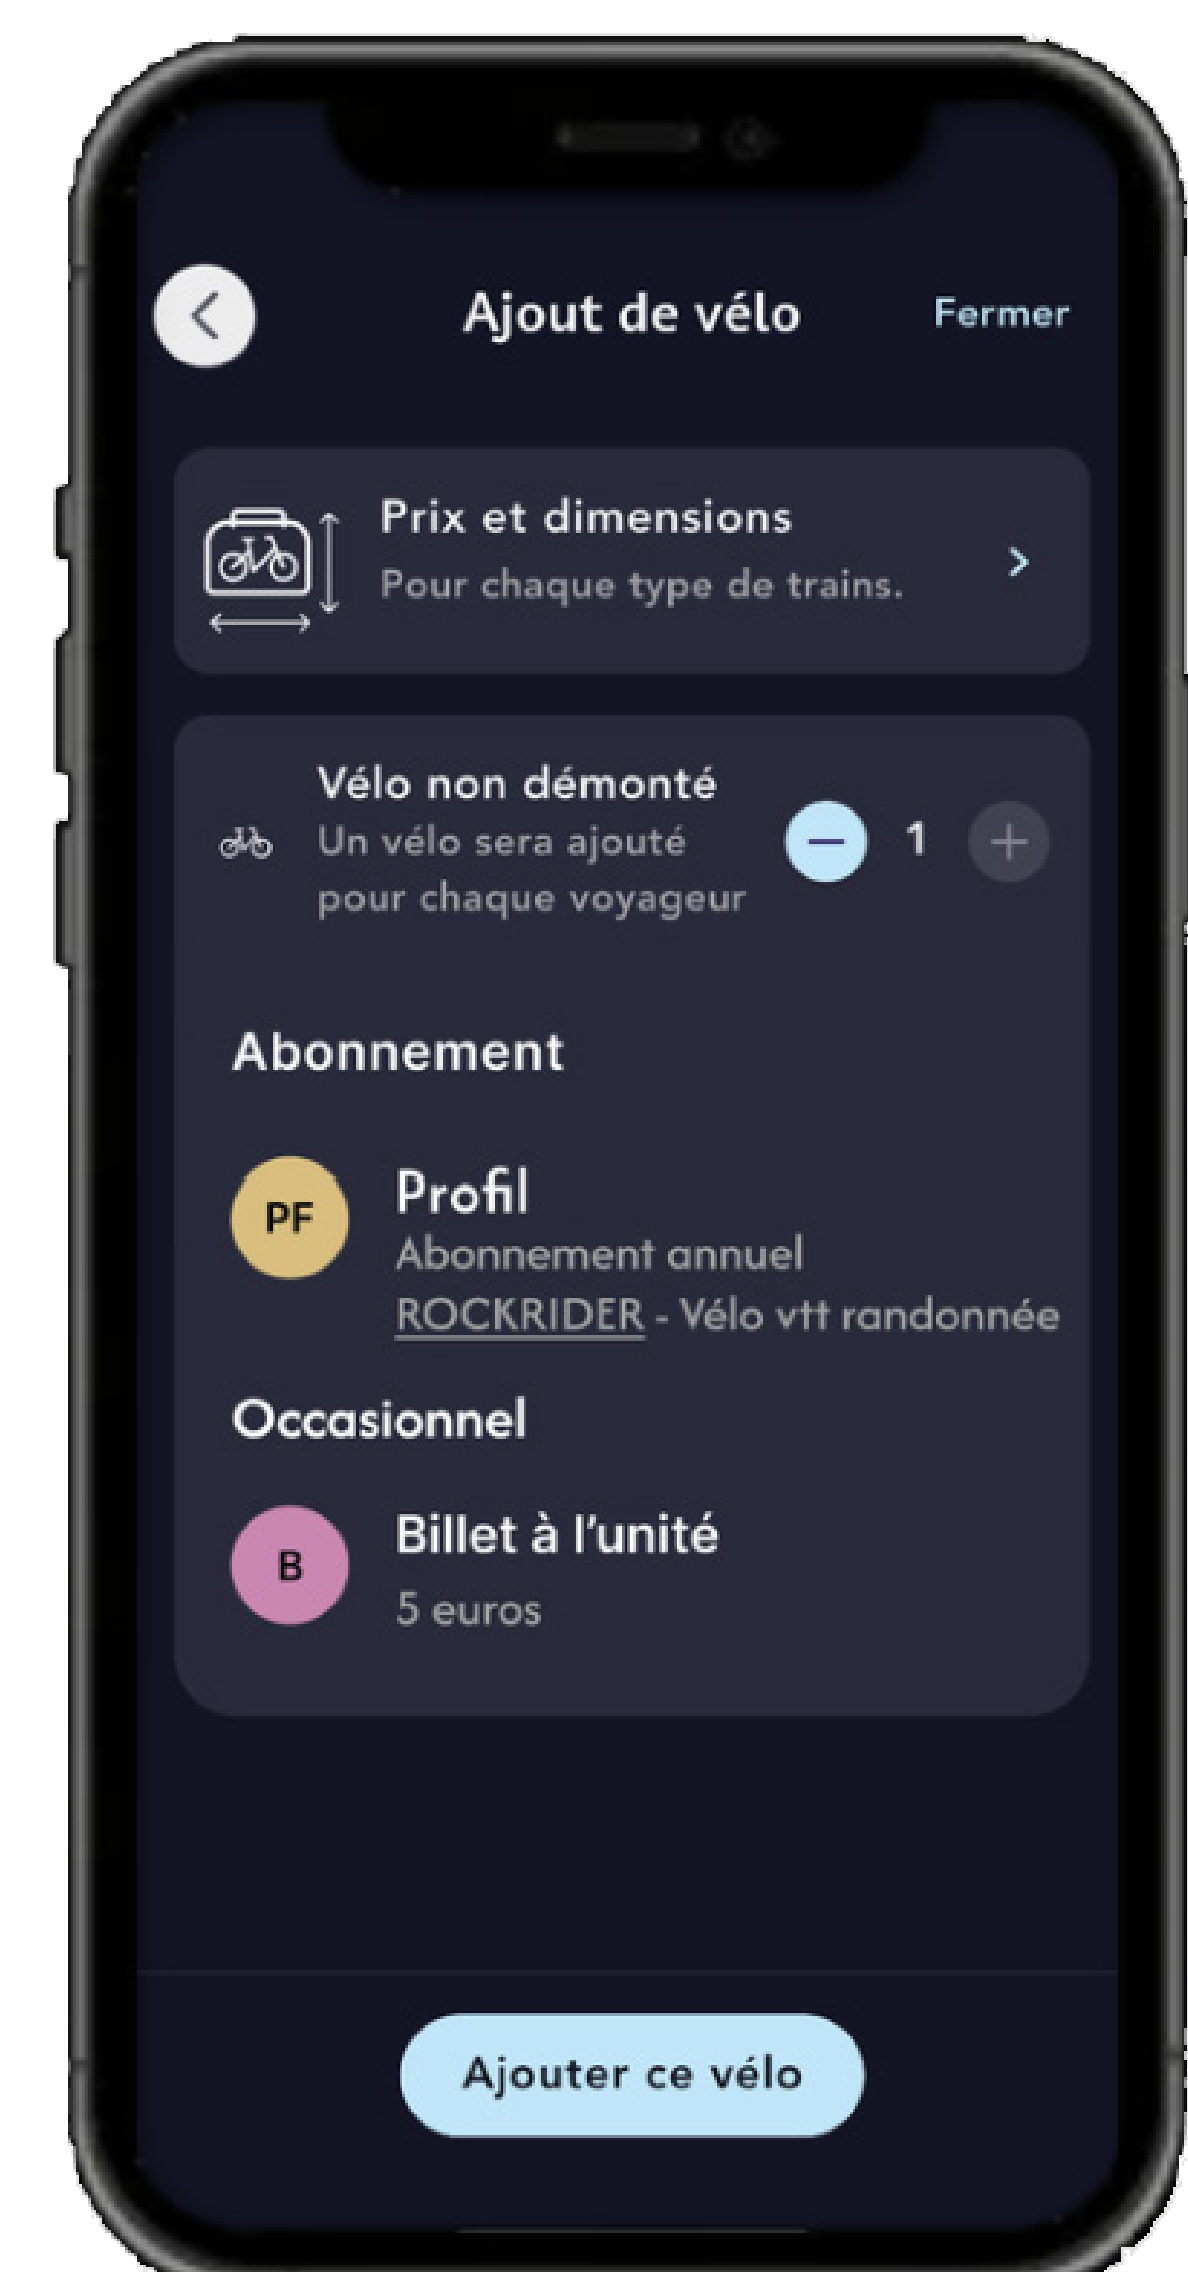 Ajout de vélo
Fermer
Prix et dimensions
Pour chaque type de trains.
Vélo non démonté
Un vélo sera ajouté
pour chaque voyageur
1
Abonnement
PF
Profil
Abonnement annuel
ROCKRIDER - Vélo vtt randonnée
Occasionnel
B
Billet à l'unité
5 euros
Ajouter ce vélo